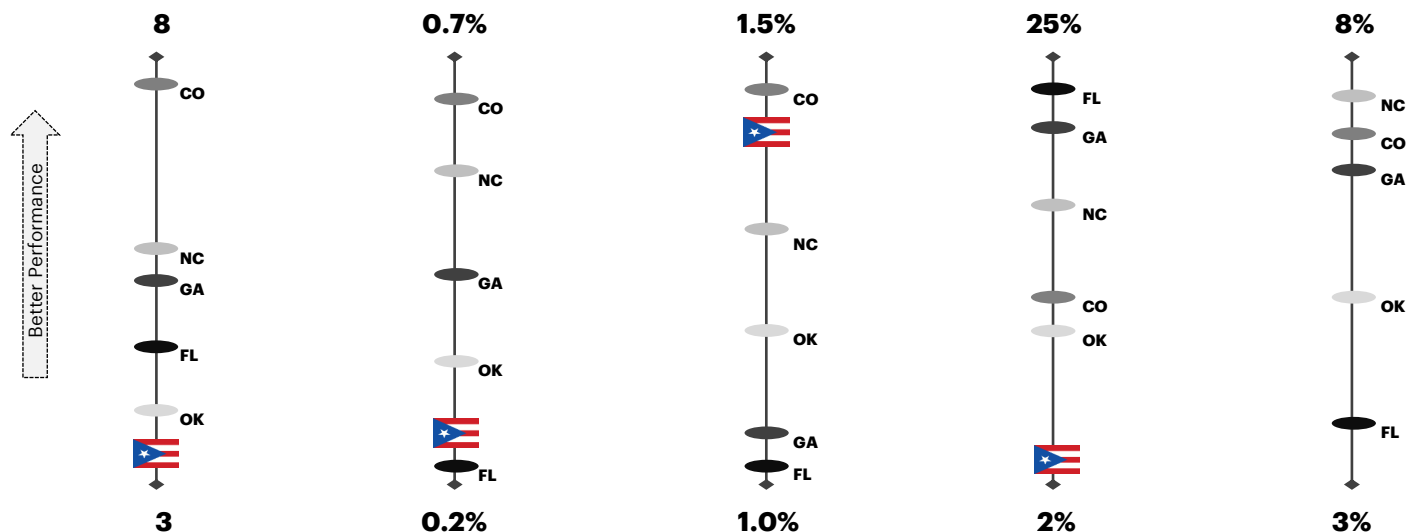 8
0.7%
1.5%
25%
8%
Better Performance
CO
NC
GA
FL
OK
CO
NC
GA
OK
FL
CO
NC
OK
GA
FL
FL
GA
NC
CO
OK
NC
CO
GA
OK
FL
3
0.2%
1.0%
2%
3%